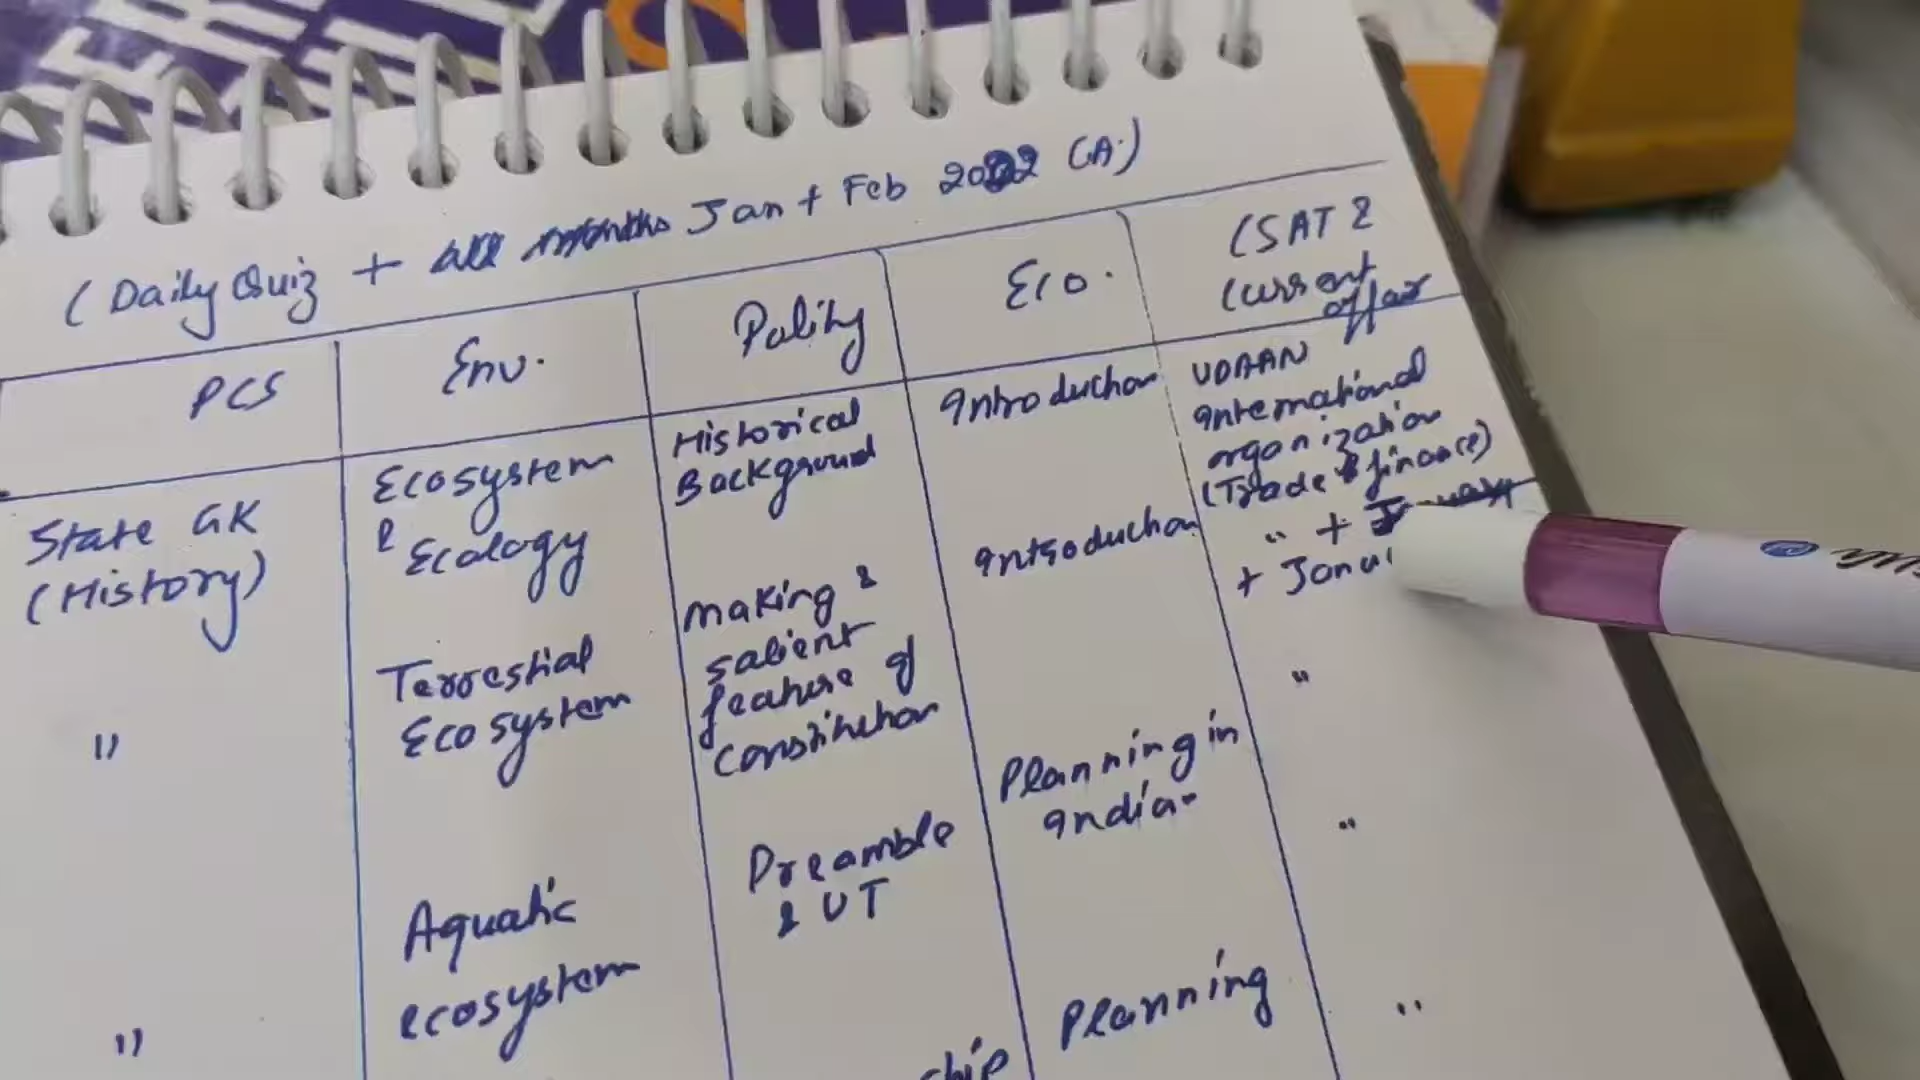 (Daily Quiz + all months Jan + Feb 2022 (A.)
PCS
Env.
Polity
Eco.
CSAT &
Current
affair
State GK
(History)
Ecosystem
& Ecology
Historical
Background
Introduction
UDAAN
International
organization
(Trade & finance)
"
Terrestial
Ecosystem
Making &
salient
feature of
Constitution
Introduction
" +
+ Janu
"
"
Aquatic
ecosystem
Preamble
& UT
Planning in
India
"
ship
Planning
"